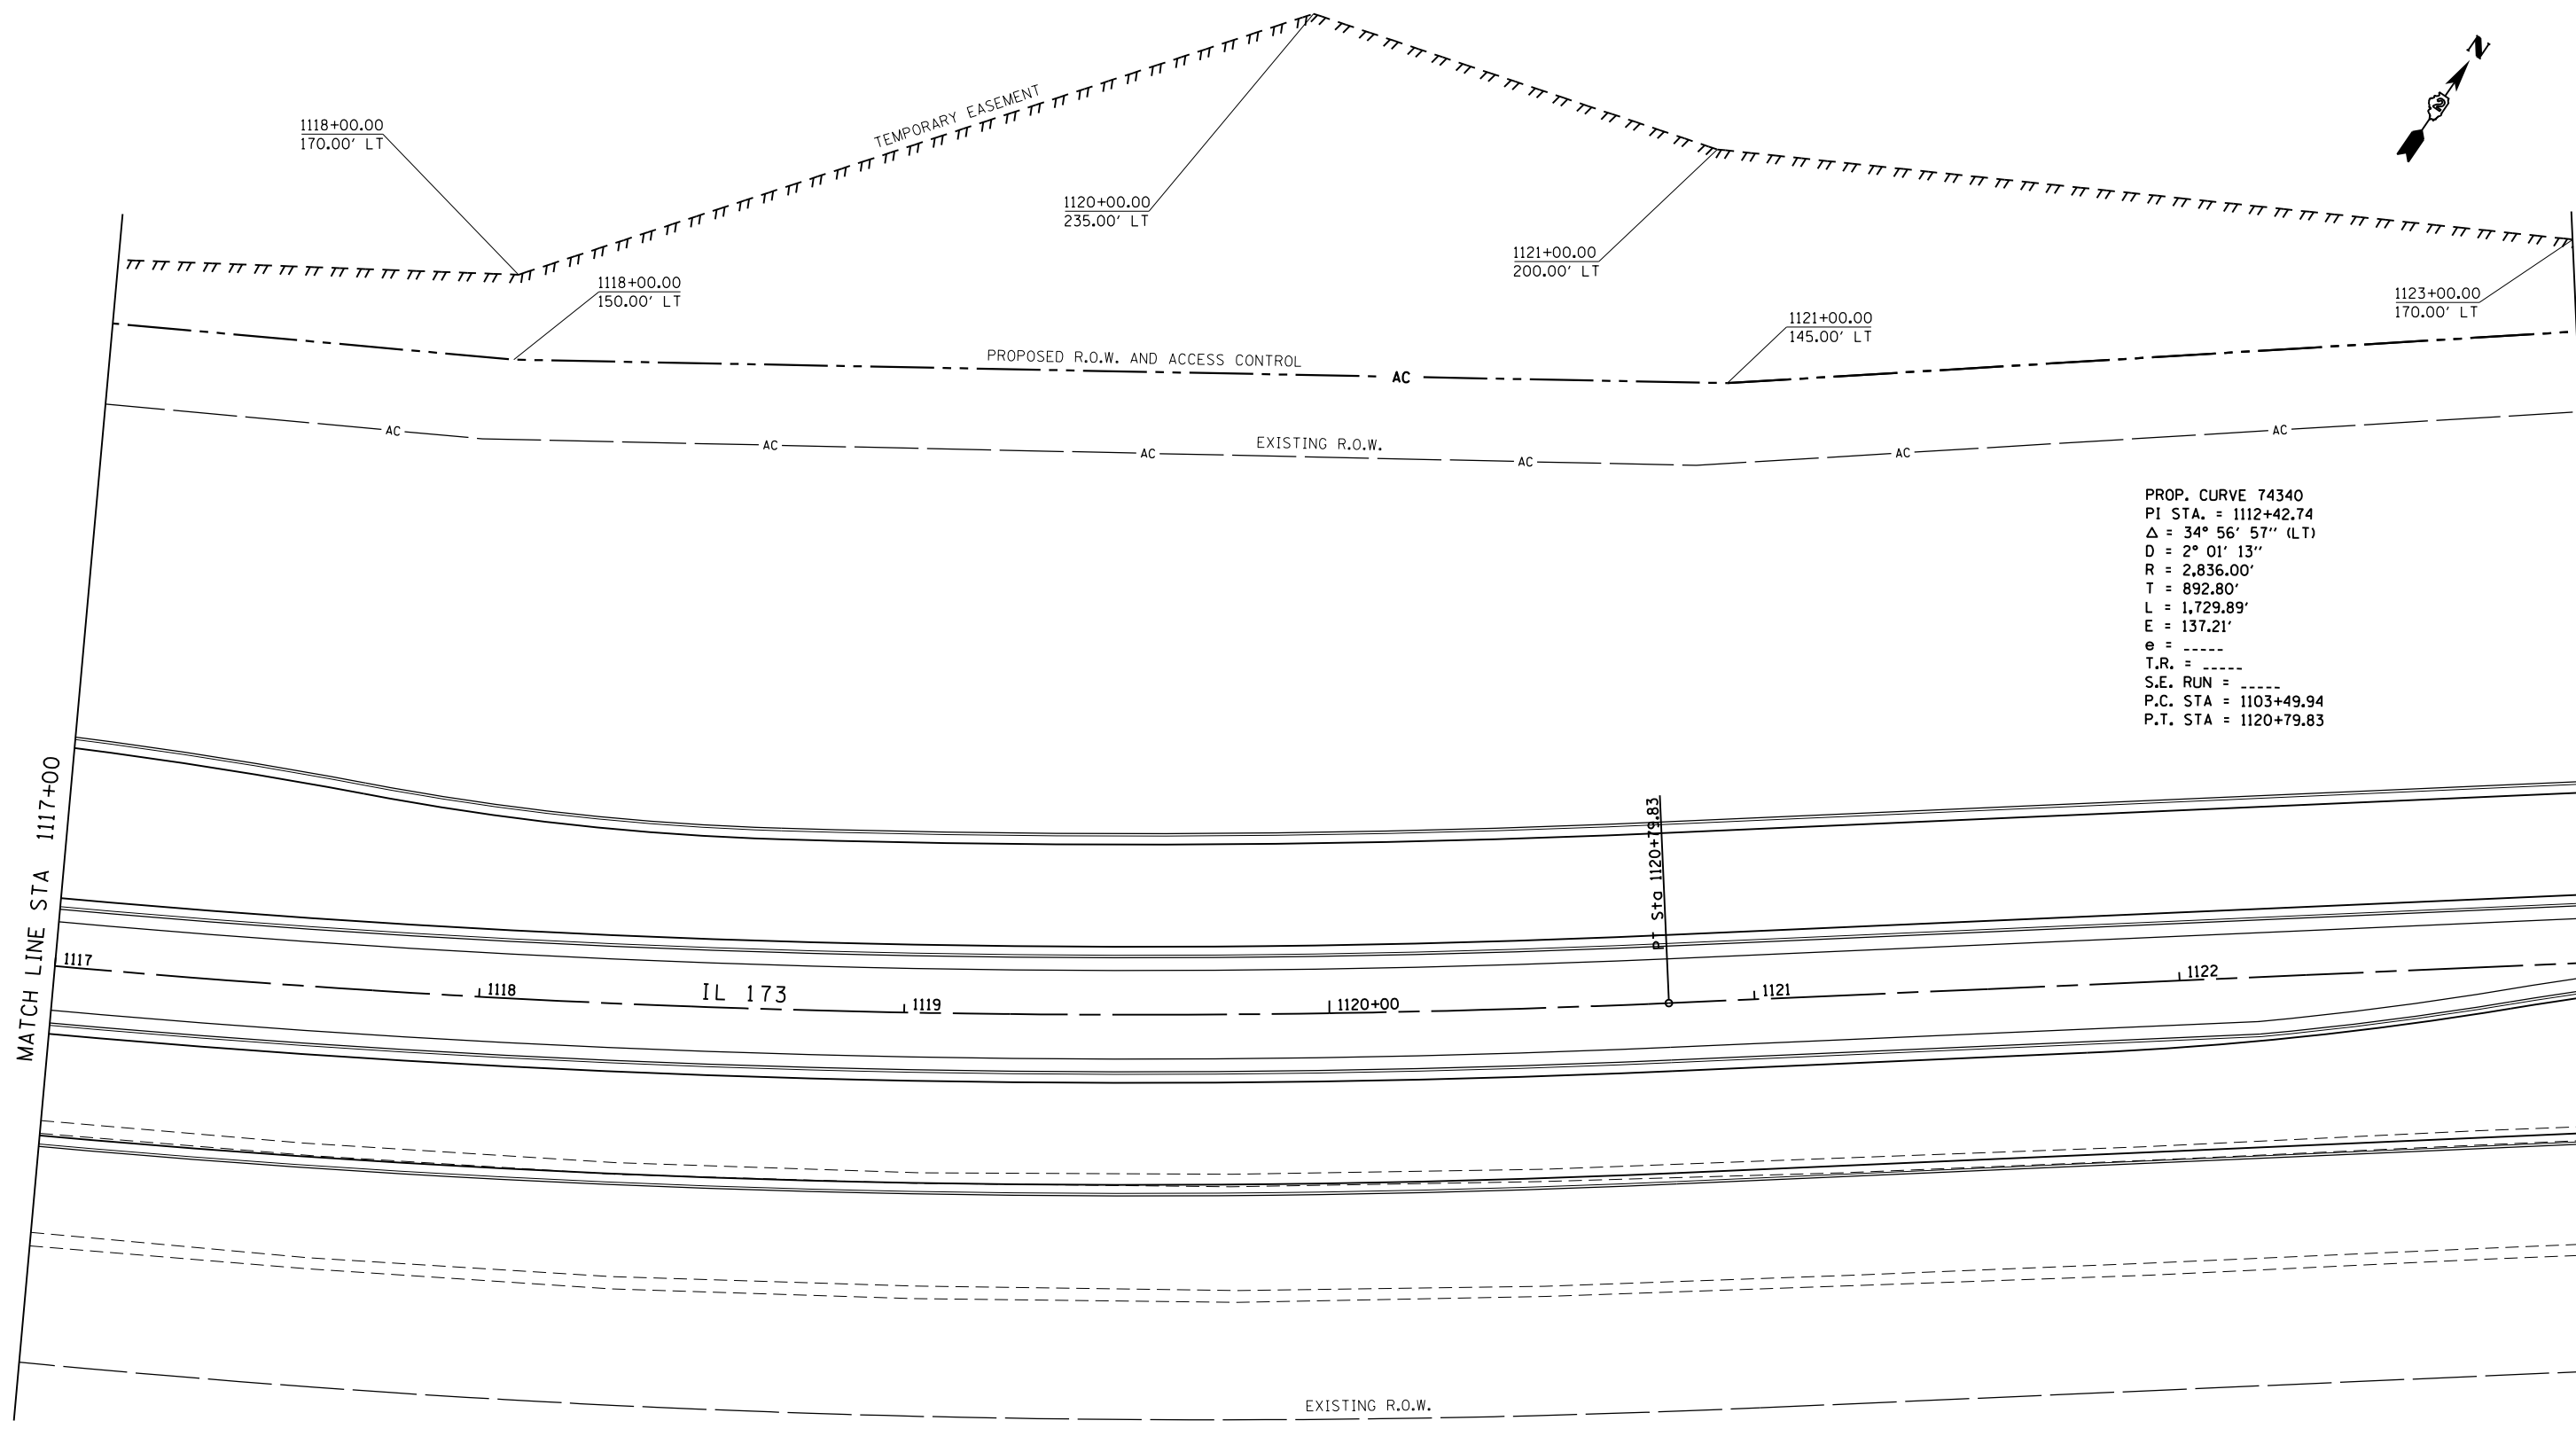 N
2
TEMPORARY EASEMENT
1118+00.00
170.00' LT
1120+00.00
235.00' LT
1121+00.00
200.00' LT
1118+00.00
150.00' LT
1123+00.00
170.00' LT
1121+00.00
145.00' LT
PROPOSED R.O.W. AND ACCESS CONTROL
AC
AC
AC
AC
EXISTING R.O.W.
AC
AC
AC
PROP. CURVE 74340
PI STA. = 1112+42.74
Δ = 34° 56' 57'' (LT)
D = 2° 01' 13''
R = 2,836.00'
T = 892.80'
L = 1,729.89'
E = 137.21'
e = -----
T.R. = -----
S.E. RUN = -----
P.C. STA = 1103+49.94
P.T. STA = 1120+79.83
MATCH LINE STA 1117+00
PT Sta 1120+79.83
1117
1118
IL 173
1119
1120+00
1121
1122
EXISTING R.O.W.